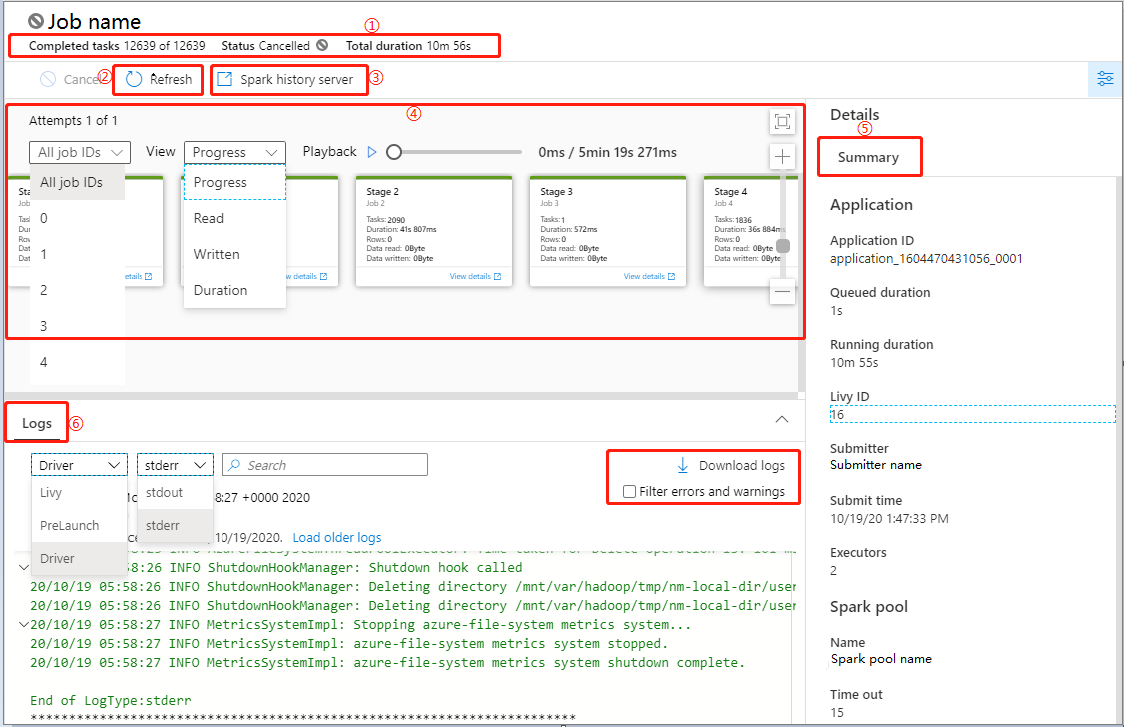 Job name
①
Completed tasks 12639 of 12639 Status Cancelled Total duration 10m 56s
Cancel ② Refresh Spark history server ③
④
Attempts 1 of 1
All job IDs View Progress Playback 0ms / 5min 19s 271ms
All job IDs
0
1
2
3
4
Progress
Read
Written
Duration
View details
Stage 2
Job 2
Tasks: 2090
Duration: 41s 807ms
Rows: 0
Data read: 0Byte
Data written: 0Byte
View details
Stage 3
Job 3
Tasks: 1
Duration: 572ms
Rows: 0
Data read: 0Byte
Data written: 0Byte
View details
Stage 4
Job 4
Tasks: 1836
Duration: 36s 884ms
Rows: 0
Data read: 0Byte
Data written: 0Byte
Details
⑤
Summary
Application
Application ID
application_1604470431056_0001
Queued duration
1s
Running duration
10m 55s
Livy ID
16
Submitter
Submitter name
Submit time
10/19/20 1:47:33 PM
Executors
2
Spark pool
Name
Spark pool name
Time out
15
Logs ⑥
Driver stderr Search
Livy
PreLaunch
Driver
stdout
stderr
Download logs
Filter errors and warnings
8:27 +0000 2020
10/19/2020. Load older logs
58:26 INFO ShutdownHookManager: Shutdown hook called
20/10/19 05:58:26 INFO ShutdownHookManager: Deleting directory /mnt/var/hadoop/tmp/nm-local-dir/user
20/10/19 05:58:26 INFO ShutdownHookManager: Deleting directory /mnt/var/hadoop/tmp/nm-local-dir/user
20/10/19 05:58:27 INFO MetricsSystemImpl: Stopping azure-file-system metrics system...
20/10/19 05:58:27 INFO MetricsSystemImpl: azure-file-system metrics system stopped.
20/10/19 05:58:27 INFO MetricsSystemImpl: azure-file-system metrics system shutdown complete.
End of LogType:stderr
***********************************************************************